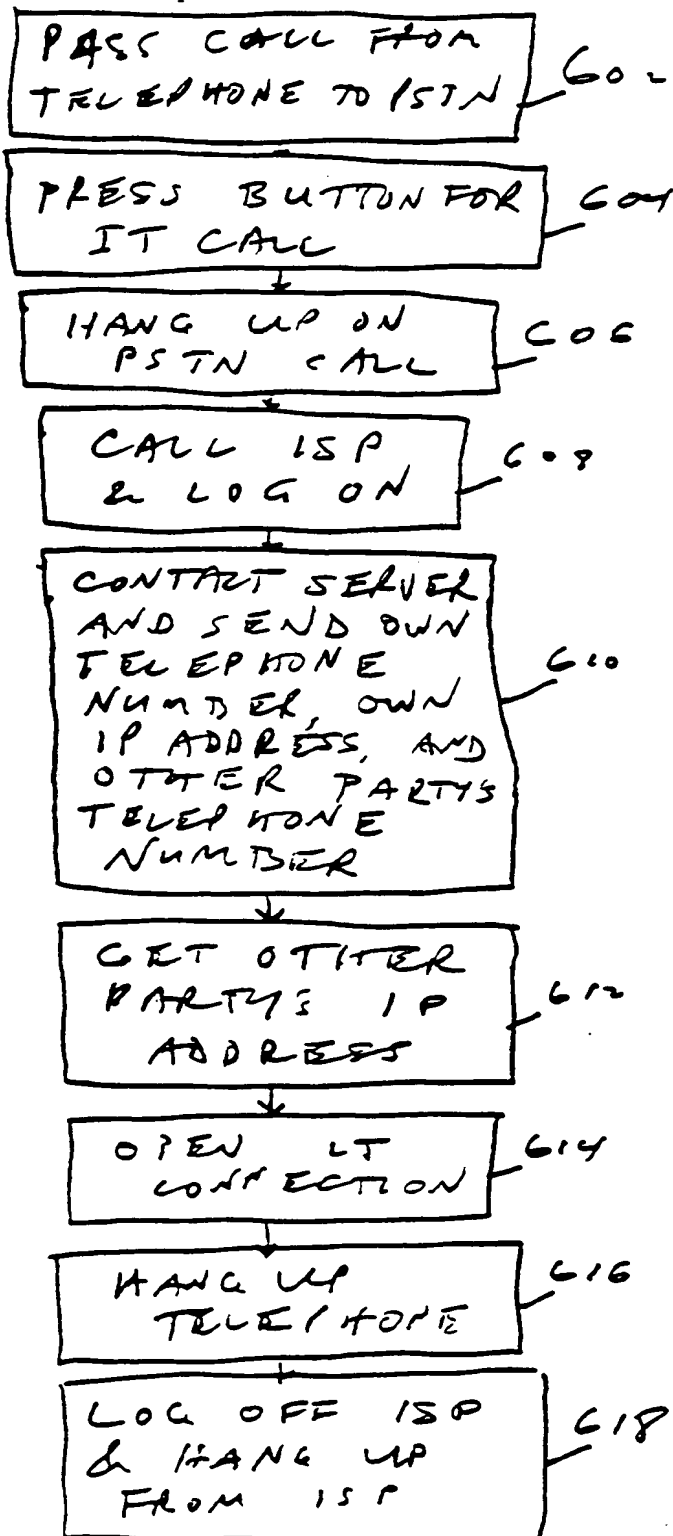 PASS CALL FROM
TELEPHONE TO PSTN
602
PRESS BUTTON FOR
IT CALL
604
HANG UP ON
PSTN CALL
606
CALL ISP
& LOG ON
608
CONTACT SERVER
AND SEND OWN
TELEPHONE
NUMBER, OWN
IP ADDRESS, AND
OTHER PARTY'S
TELEPHONE
NUMBER
610
GET OTHER
PARTY'S IP
ADDRESS
612
OPEN IT
CONNECTION
614
HANG UP
TELEPHONE
616
LOG OFF ISP
& HANG UP
FROM ISP
618